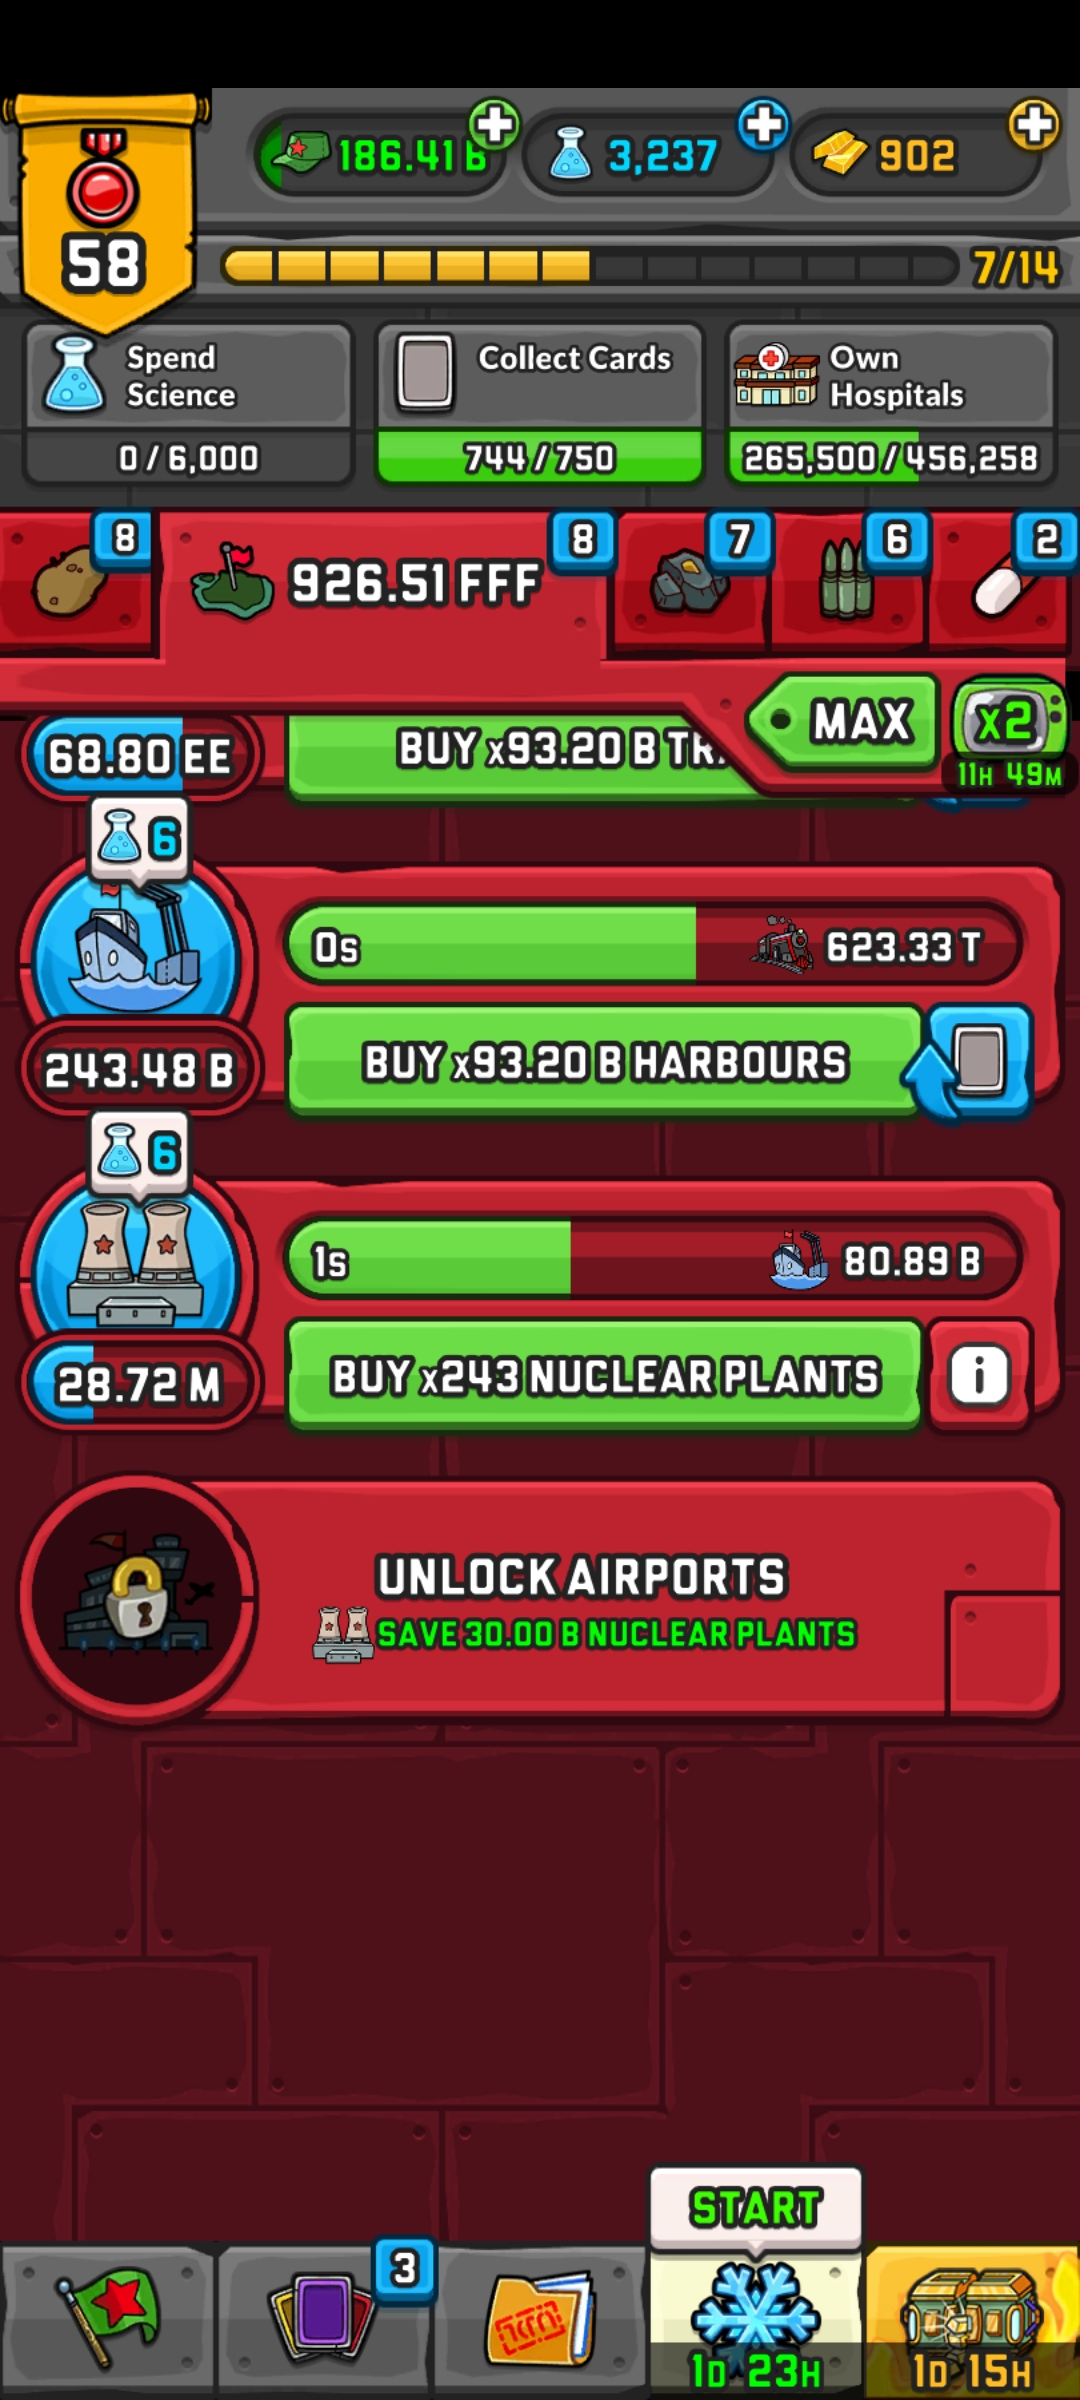 58
186.41 B
3,237
902
7/14
Spend
Science
0 / 6,000
Collect Cards
744 / 750
Own
Hospitals
265,500 / 456,258
8
926.51 FFF
8
7
6
2
MAX
x2
11H 49M
68.80 EE
BUY x93.20 B
6
0s
623.33 T
243.48 B
BUY x93.20 B HARBOURS
6
1s
80.89 B
28.72 M
BUY x243 NUCLEAR PLANTS
i
UNLOCK AIRPORTS
SAVE 30.00 B NUCLEAR PLANTS
START
3
1D 23H
1D 15H